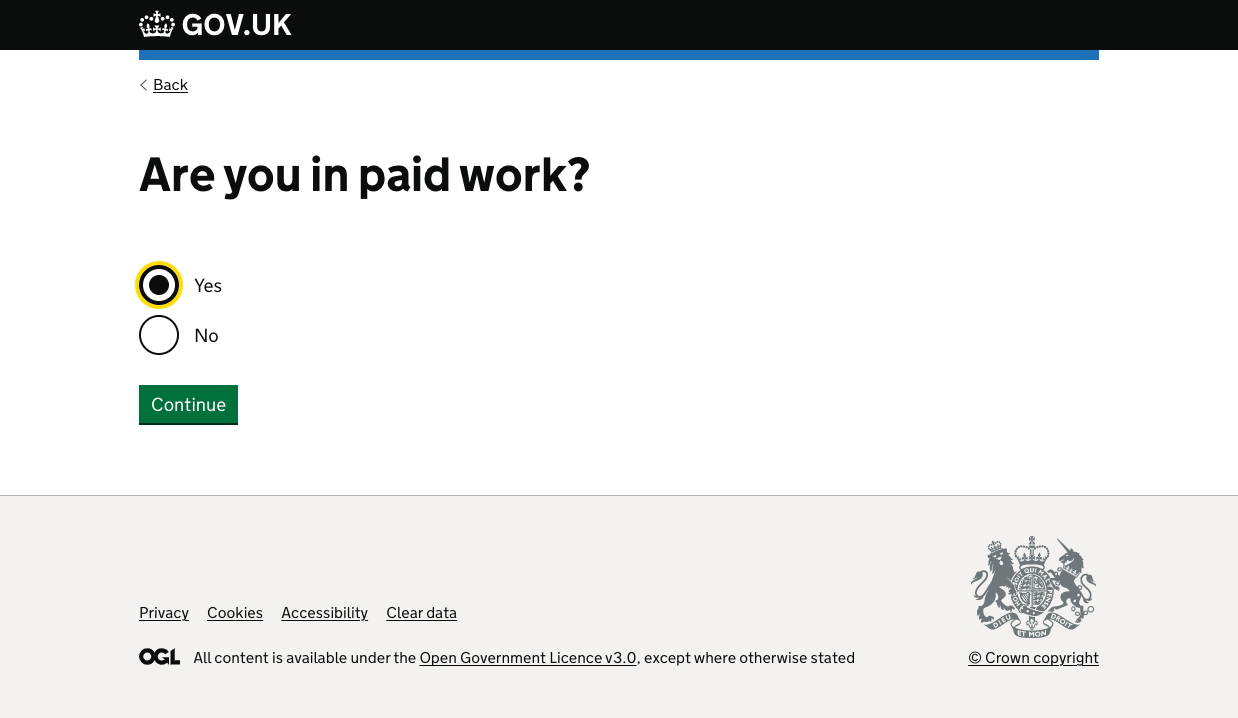 GOV.UK
Back
Are you in paid work?
Yes
No
Continue
Privacy Cookies Accessibility Clear data
OGL All content is available under the Open Government Licence v3.0, except where otherwise stated
DIEU ET MON DROIT
© Crown copyright